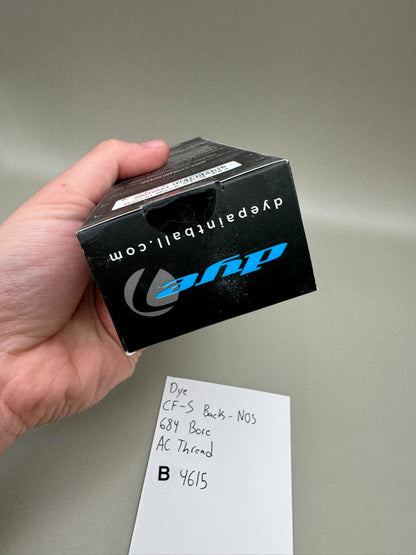 dyepaintball.com
dye
Dye
CF-S Backs - NOS
.684 Bore
AC Thread
B 4615